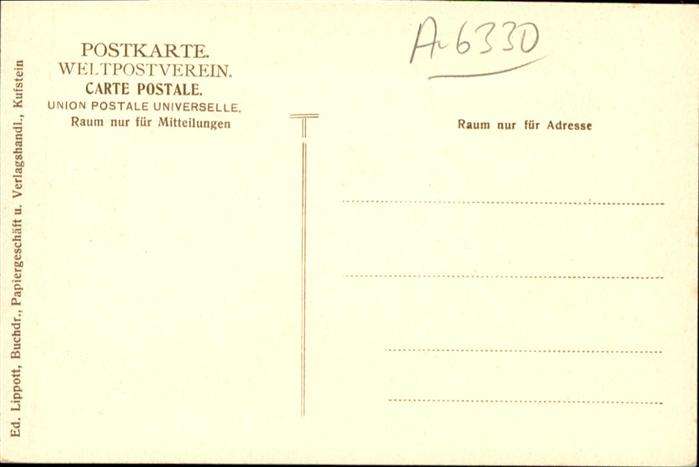 A-6330
POSTKARTE.
WELTPOSTVEREIN.
CARTE POSTALE.
UNION POSTALE UNIVERSELLE.
Raum nur für Mitteilungen
Raum nur für Adresse
Ed. Lippott, Buchdr., Papiergeschäft u. Verlagshandl., Kufstein